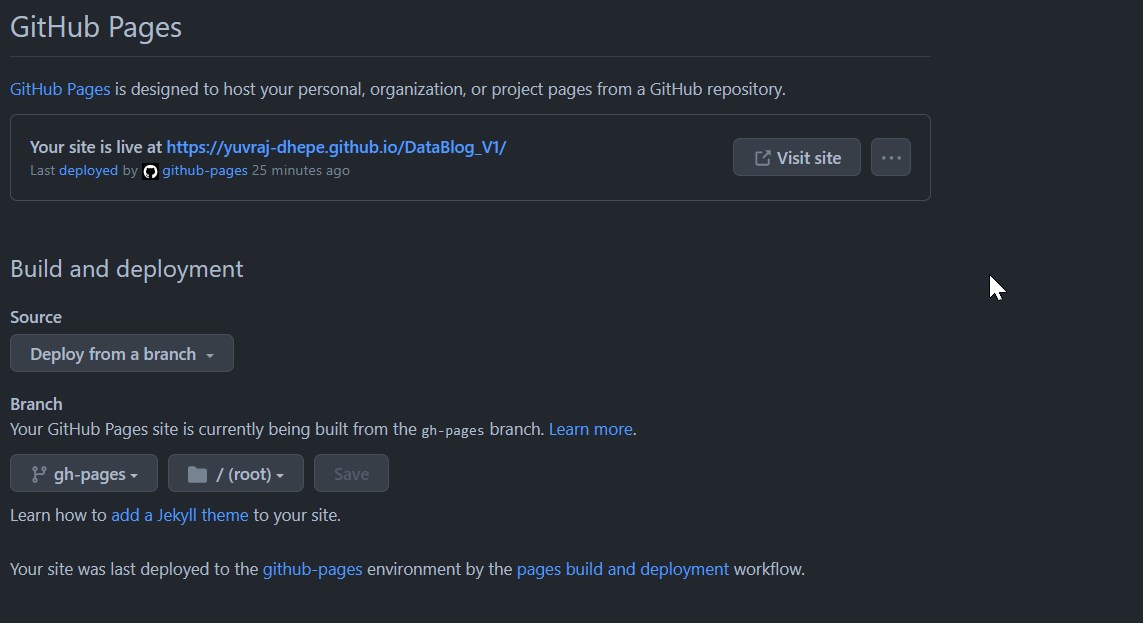 GitHub Pages
GitHub Pages is designed to host your personal, organization, or project pages from a GitHub repository.
Your site is live at https://yuvraj-dhepe.github.io/DataBlog_V1/
Last deployed by github-pages 25 minutes ago
Visit site
Build and deployment
Source
Deploy from a branch
Branch
Your GitHub Pages site is currently being built from the gh-pages branch. Learn more.
gh-pages / (root) Save
Learn how to add a Jekyll theme to your site.
Your site was last deployed to the github-pages environment by the pages build and deployment workflow.